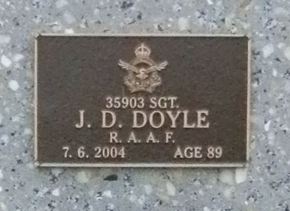 35903 SGT.
J. D. DOYLE
R. A. A. F.
7. 6. 2004 AGE 89